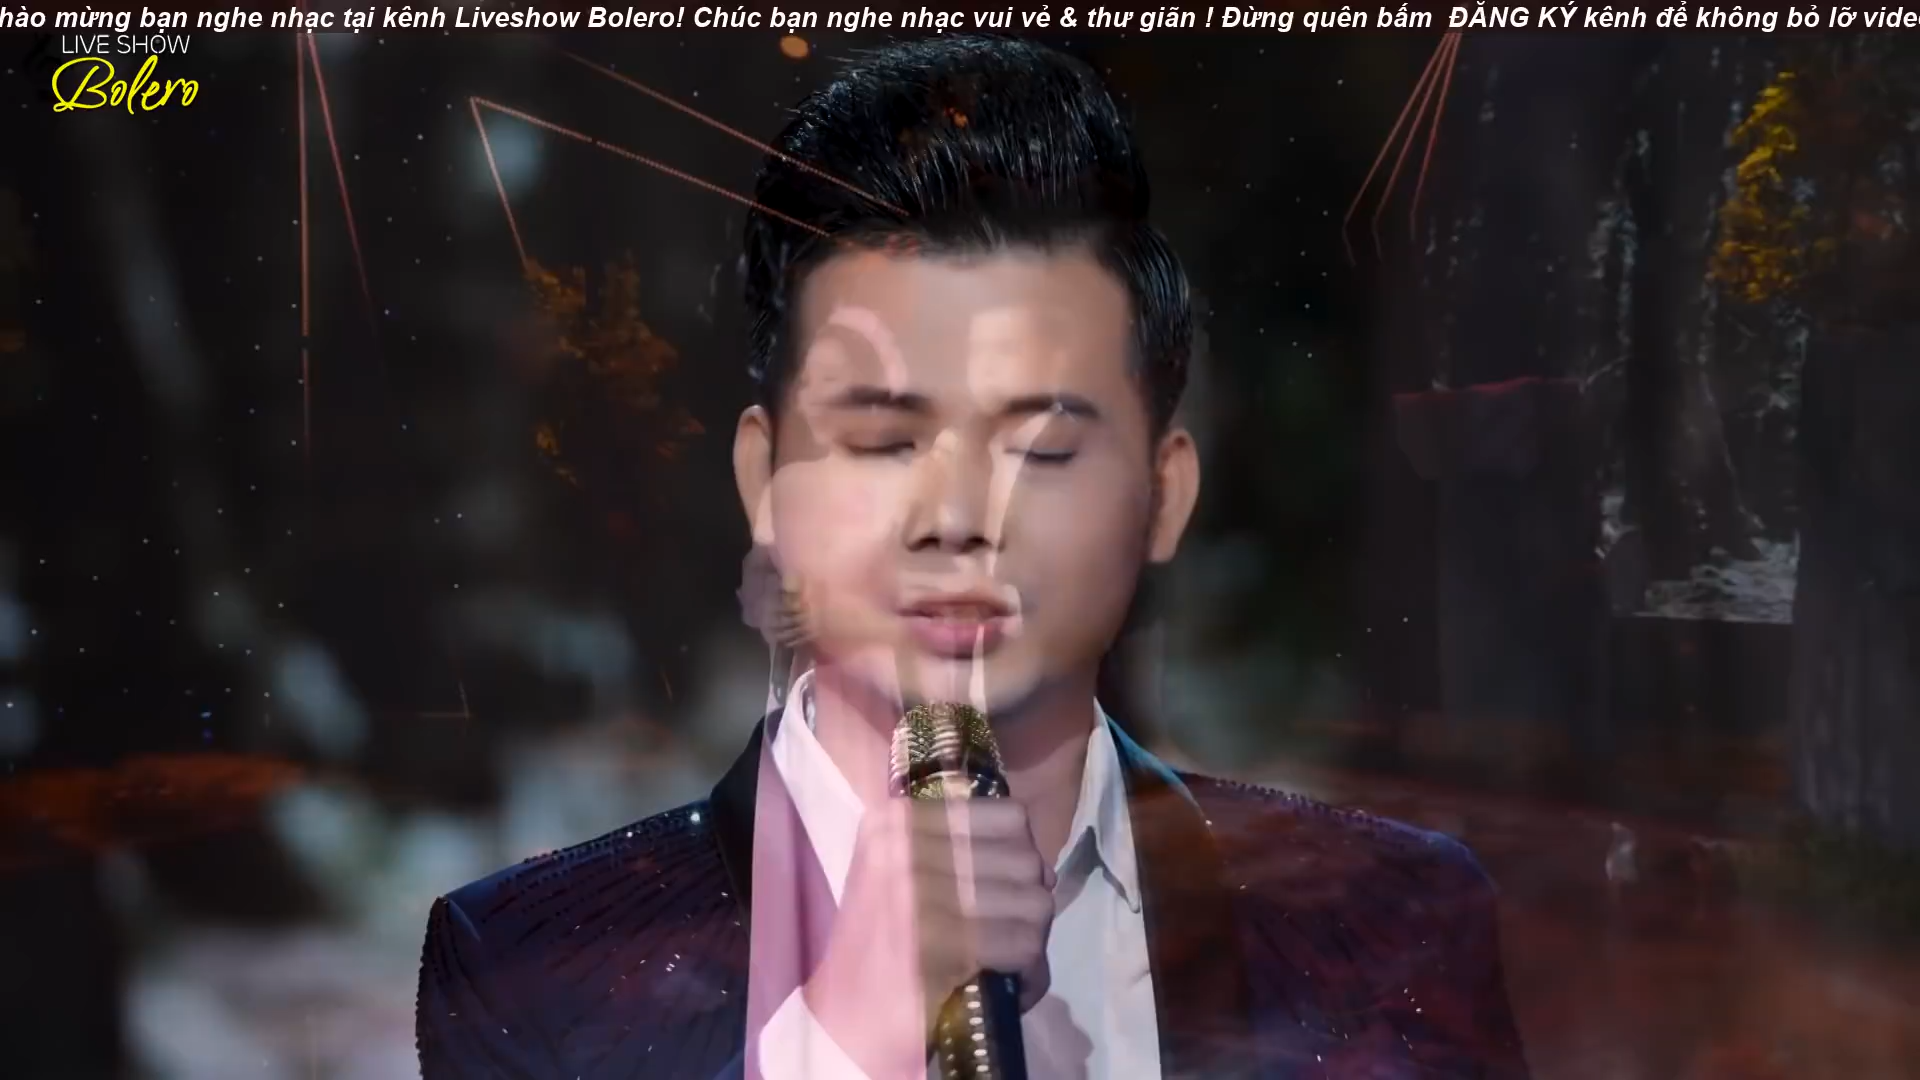 hào mừng bạn nghe nhạc tại kênh Liveshow Bolero! Chúc bạn nghe nhạc vui vẻ & thư giãn ! Đừng quên bấm  ĐĂNG KÝ kênh để không bỏ lỡ vide
LIVE SHOW
Bolero